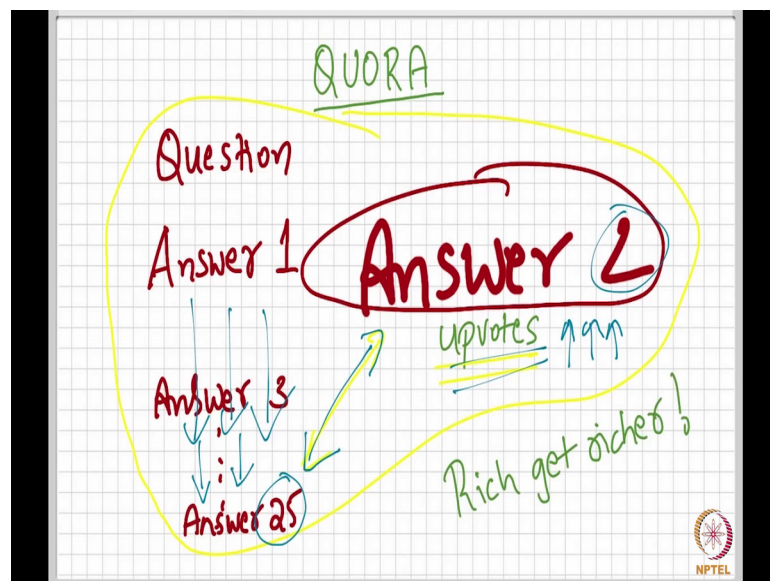 QUORA
Question
Answer 1
Answer 2
upvotes
Answer 3
Answer 25
Rich get richer!
NPTEL